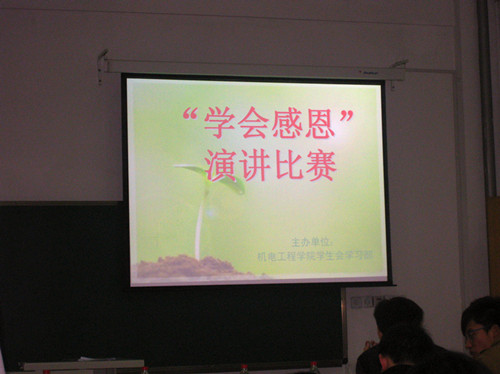 “学会感恩”
演讲比赛
主办单位:
机电工程学院学生会学习部